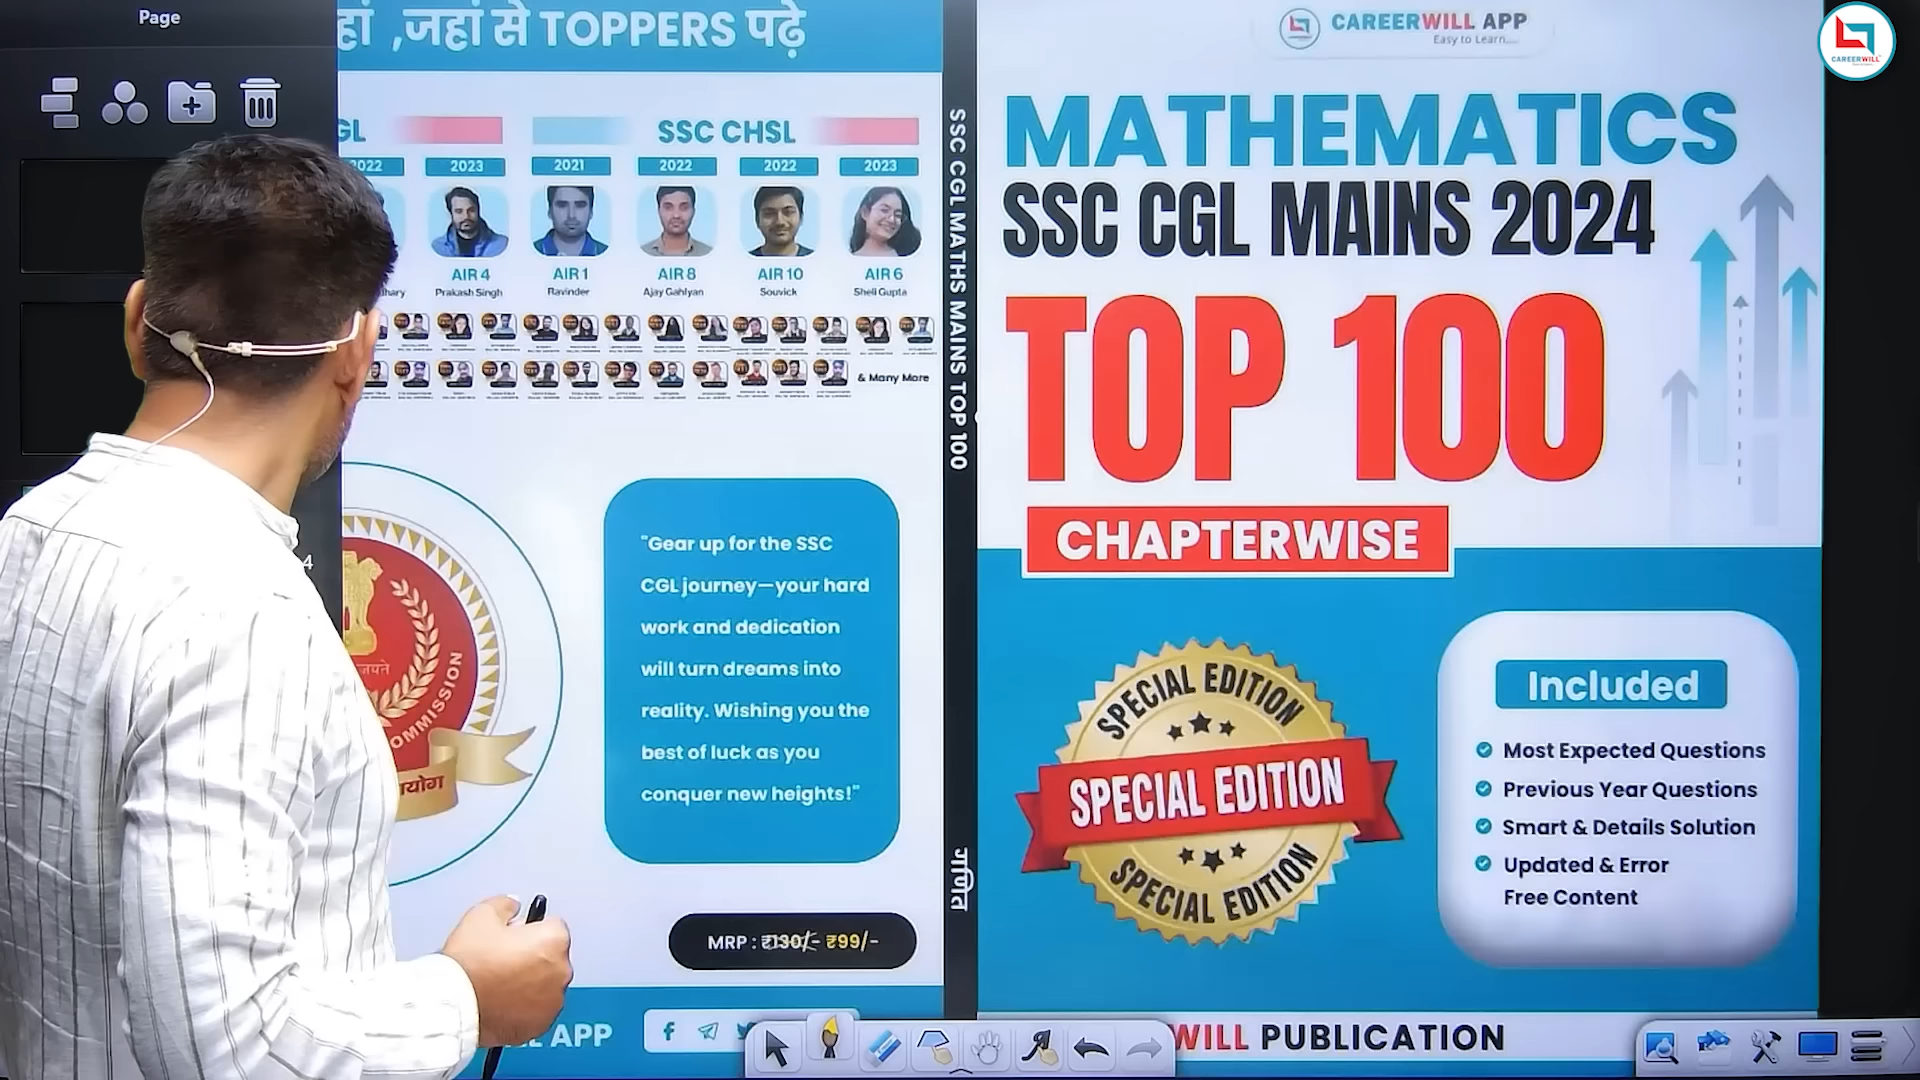 Page
हां ,जहां से TOPPERS पढ़े
GL
SSC CHSL
2022
2023
2021
2022
2022
2023
AIR 4
AIR 1
AIR 8
AIR 10
AIR 6
dhary
Prakash Singh
Ravinder
Ajay Gahlyan
Souvick
Sheli Gupta
& Many More
OMMISSION
"Gear up for the SSC
CGL journey—your hard
work and dedication
will turn dreams into
reality. Wishing you the
best of luck as you
conquer new heights!"
MRP : ₹130/- ₹99/-
APP
SSC CGL MATHS MAINS TOP 100
गणित
CAREERWILL APP
Easy to Learn....
CAREERWILL
MATHEMATICS
SSC CGL MAINS 2024
TOP 100
CHAPTERWISE
SPECIAL EDITION
SPECIAL EDITION
SPECIAL EDITION
Included
Most Expected Questions
Previous Year Questions
Smart & Details Solution
Updated & Error
Free Content
WILL PUBLICATION